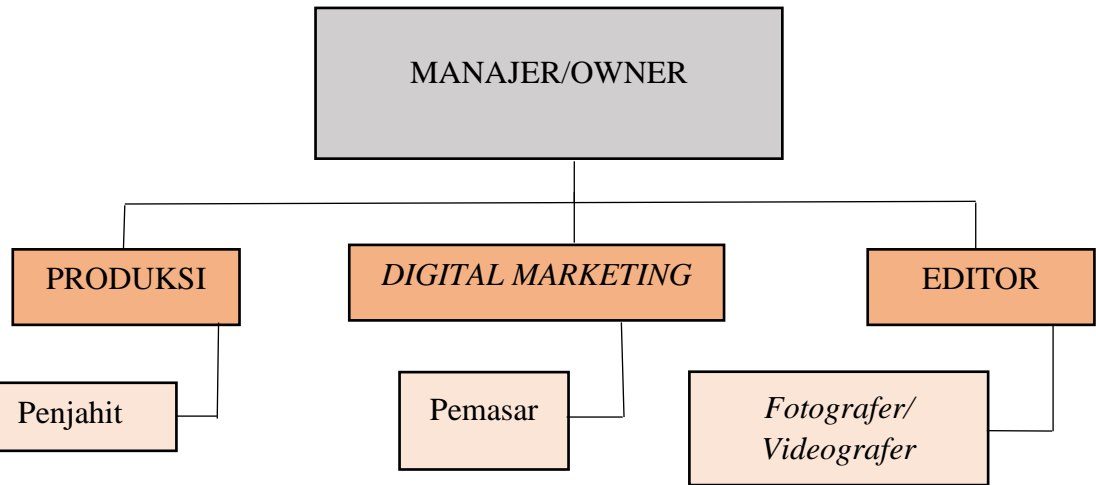 MANAJER/OWNER
PRODUKSI
DIGITAL MARKETING
EDITOR
Penjahit
Pemasar
Fotografer/
Videografer